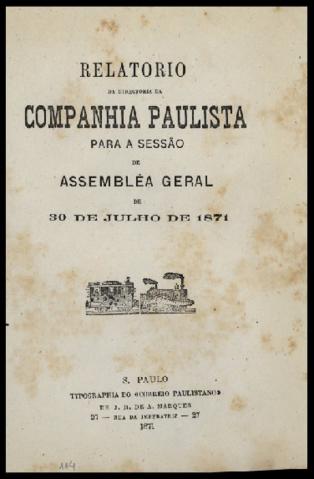 RELATORIO
DA DIRECTORIA DA
COMPANHIA PAULISTA
PARA A SESSÃO
DE
ASSEMBLÉA GERAL
DE
30 DE JULHO DE 1871
S. PAULO
TYPOGRAPHIA DO «CORREIO PAULISTANO»
DE J. R. DE A. MARQUES
27 — RUA DA IMPERATRIZ — 27
1871